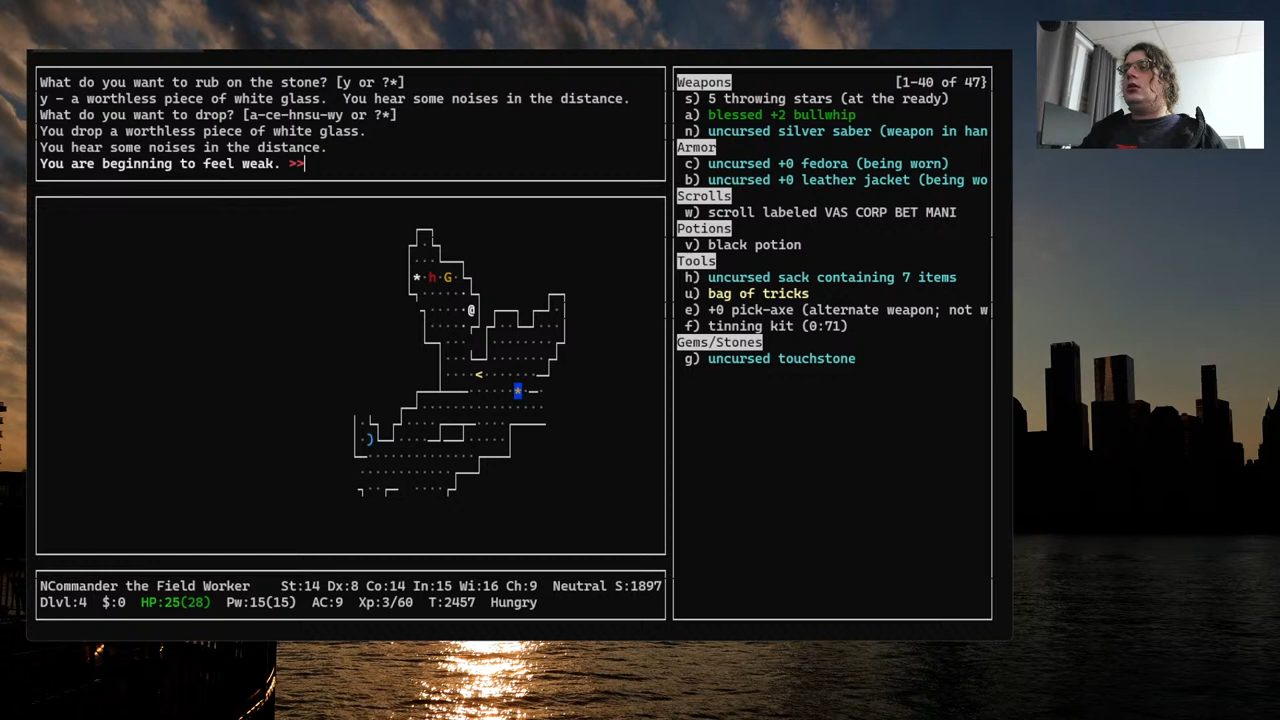 What do you want to rub on the stone? [y or ?*]
y - a worthless piece of white glass.  You hear some noises in the distance.
What do you want to drop? [a-ce-hnsu-wy or ?*]
You drop a worthless piece of white glass.
You hear some noises in the distance.
You are beginning to feel weak. >>
Weapons [1-40 of 47}
s) 5 throwing stars (at the ready)
a) blessed +2 bullwhip
n) uncursed silver saber (weapon in han
Armor
c) uncursed +0 fedora (being worn)
b) uncursed +0 leather jacket (being wo
Scrolls
w) scroll labeled VAS CORP BET MANI
Potions
v) black potion
Tools
h) uncursed sack containing 7 items
u) bag of tricks
e) +0 pick-axe (alternate weapon; not w
f) tinning kit (0:71)
Gems/Stones
g) uncursed touchstone
NCommander the Field Worker St:14 Dx:8 Co:14 In:15 Wi:16 Ch:9 Neutral S:1897
Dlvl:4 $:0 HP:25(28) Pw:15(15) AC:9 Xp:3/60 T:2457 Hungry